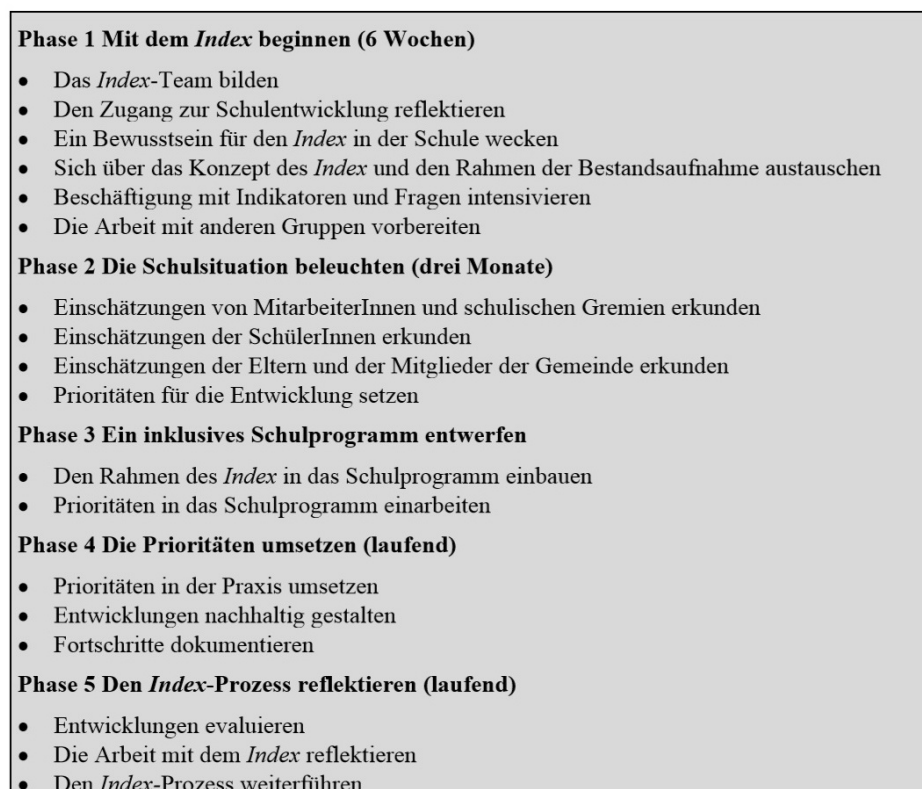 Phase 1 Mit dem Index beginnen (6 Wochen)
• Das Index-Team bilden
• Den Zugang zur Schulentwicklung reflektieren
• Ein Bewusstsein für den Index in der Schule wecken
• Sich über das Konzept des Index und den Rahmen der Bestandsaufnahme austauschen
• Beschäftigung mit Indikatoren und Fragen intensivieren
• Die Arbeit mit anderen Gruppen vorbereiten
Phase 2 Die Schulsituation beleuchten (drei Monate)
• Einschätzungen von MitarbeiterInnen und schulischen Gremien erkunden
• Einschätzungen der SchülerInnen erkunden
• Einschätzungen der Eltern und der Mitglieder der Gemeinde erkunden
• Prioritäten für die Entwicklung setzen
Phase 3 Ein inklusives Schulprogramm entwerfen
• Den Rahmen des Index in das Schulprogramm einbauen
• Prioritäten in das Schulprogramm einarbeiten
Phase 4 Die Prioritäten umsetzen (laufend)
• Prioritäten in der Praxis umsetzen
• Entwicklungen nachhaltig gestalten
• Fortschritte dokumentieren
Phase 5 Den Index-Prozess reflektieren (laufend)
• Entwicklungen evaluieren
• Die Arbeit mit dem Index reflektieren
• Den Index-Prozess weiterführen